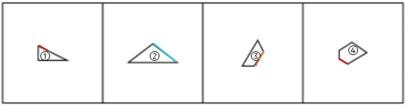 ① ② ③ ④